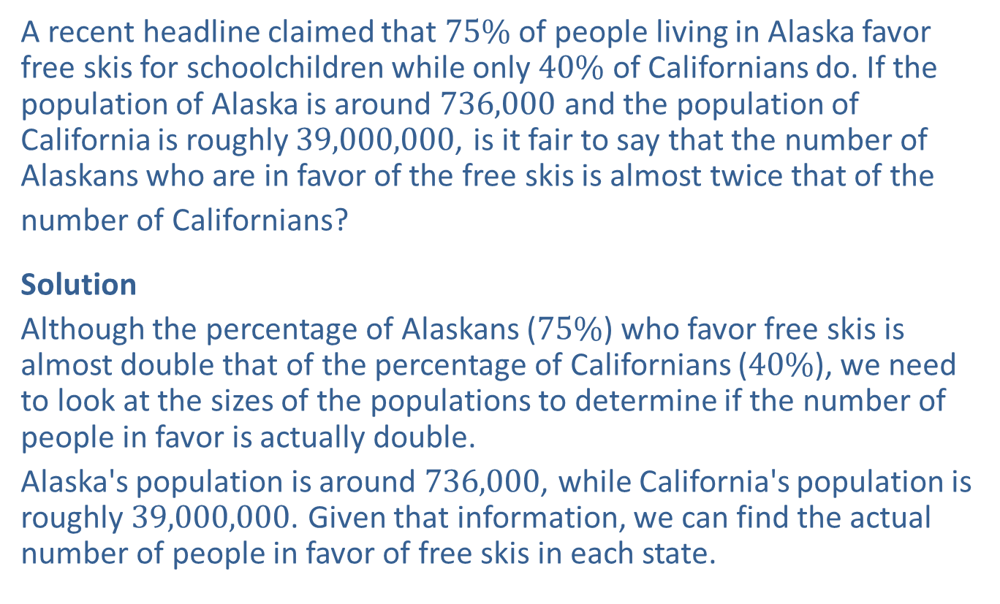 A recent headline claimed that 75% of people living in Alaska favor
free skis for schoolchildren while only 40% of Californians do. If the
population of Alaska is around 736,000 and the population of
California is roughly 39,000,000, is it fair to say that the number of
Alaskans who are in favor of the free skis is almost twice that of the
number of Californians?
Solution
Although the percentage of Alaskans (75%) who favor free skis is
almost double that of the percentage of Californians (40%), we need
to look at the sizes of the populations to determine if the number of
people in favor is actually double.
Alaska's population is around 736,000, while California's population is
roughly 39,000,000. Given that information, we can find the actual
number of people in favor of free skis in each state.